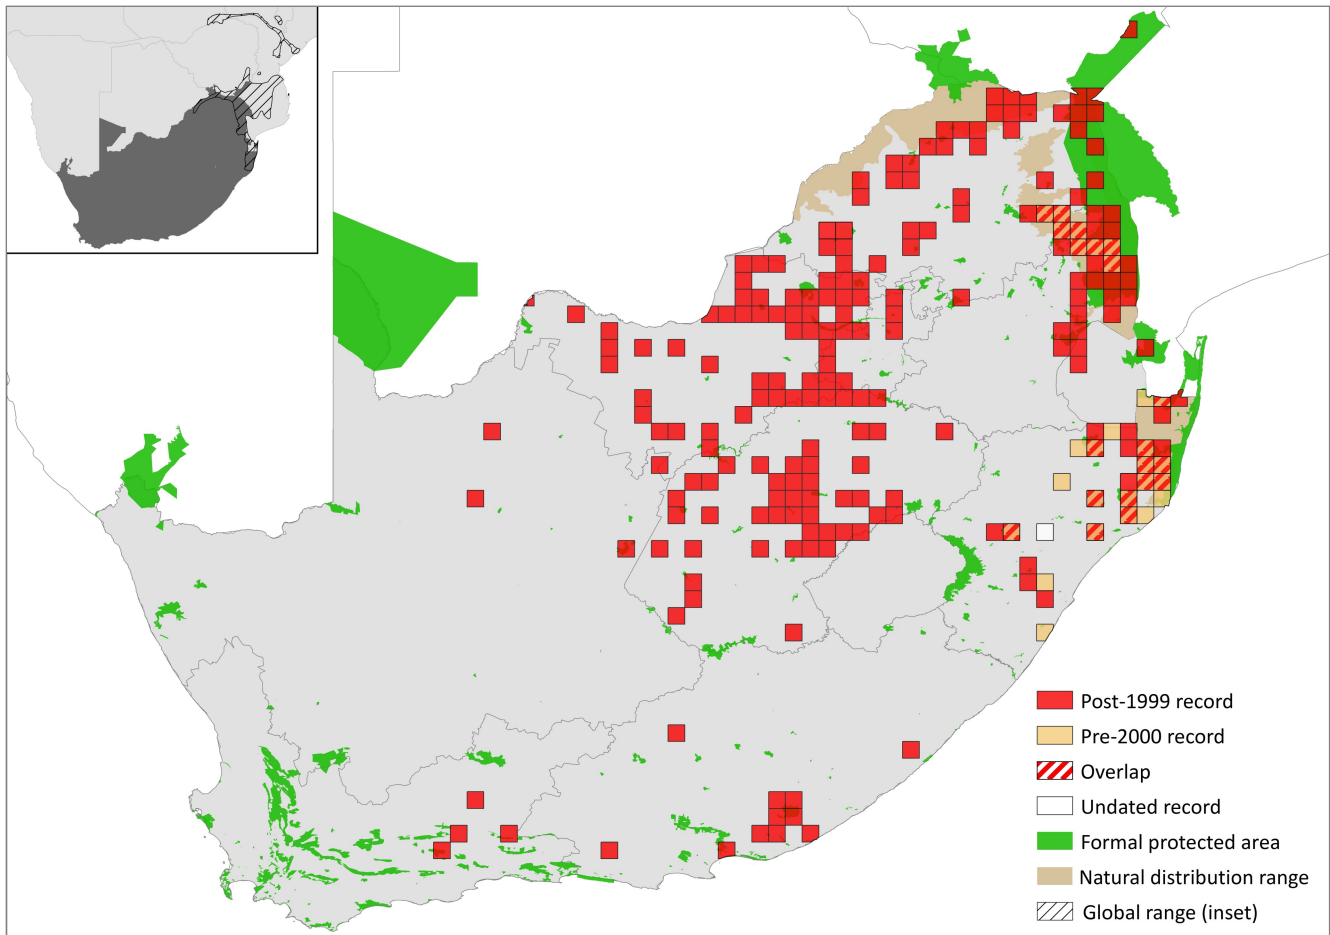 Post-1999 record
Pre-2000 record
Overlap
Undated record
Formal protected area
Natural distribution range
Global range (inset)